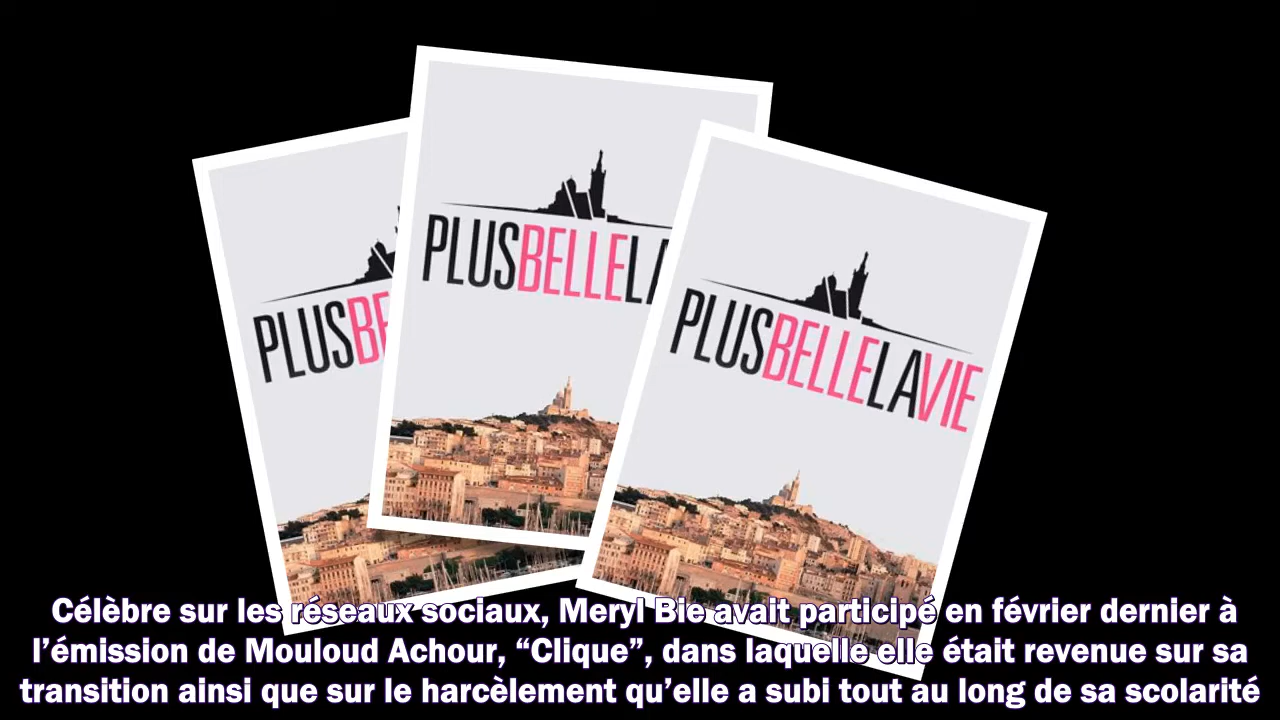 PLUSBELLELA
PLUSBE
PLUSBELLELAVIE
Célèbre sur les réseaux sociaux, Meryl Bie avait participé en février dernier à
l’émission de Mouloud Achour, “Clique”, dans laquelle elle était revenue sur sa
transition ainsi que sur le harcèlement qu’elle a subi tout au long de sa scolarité